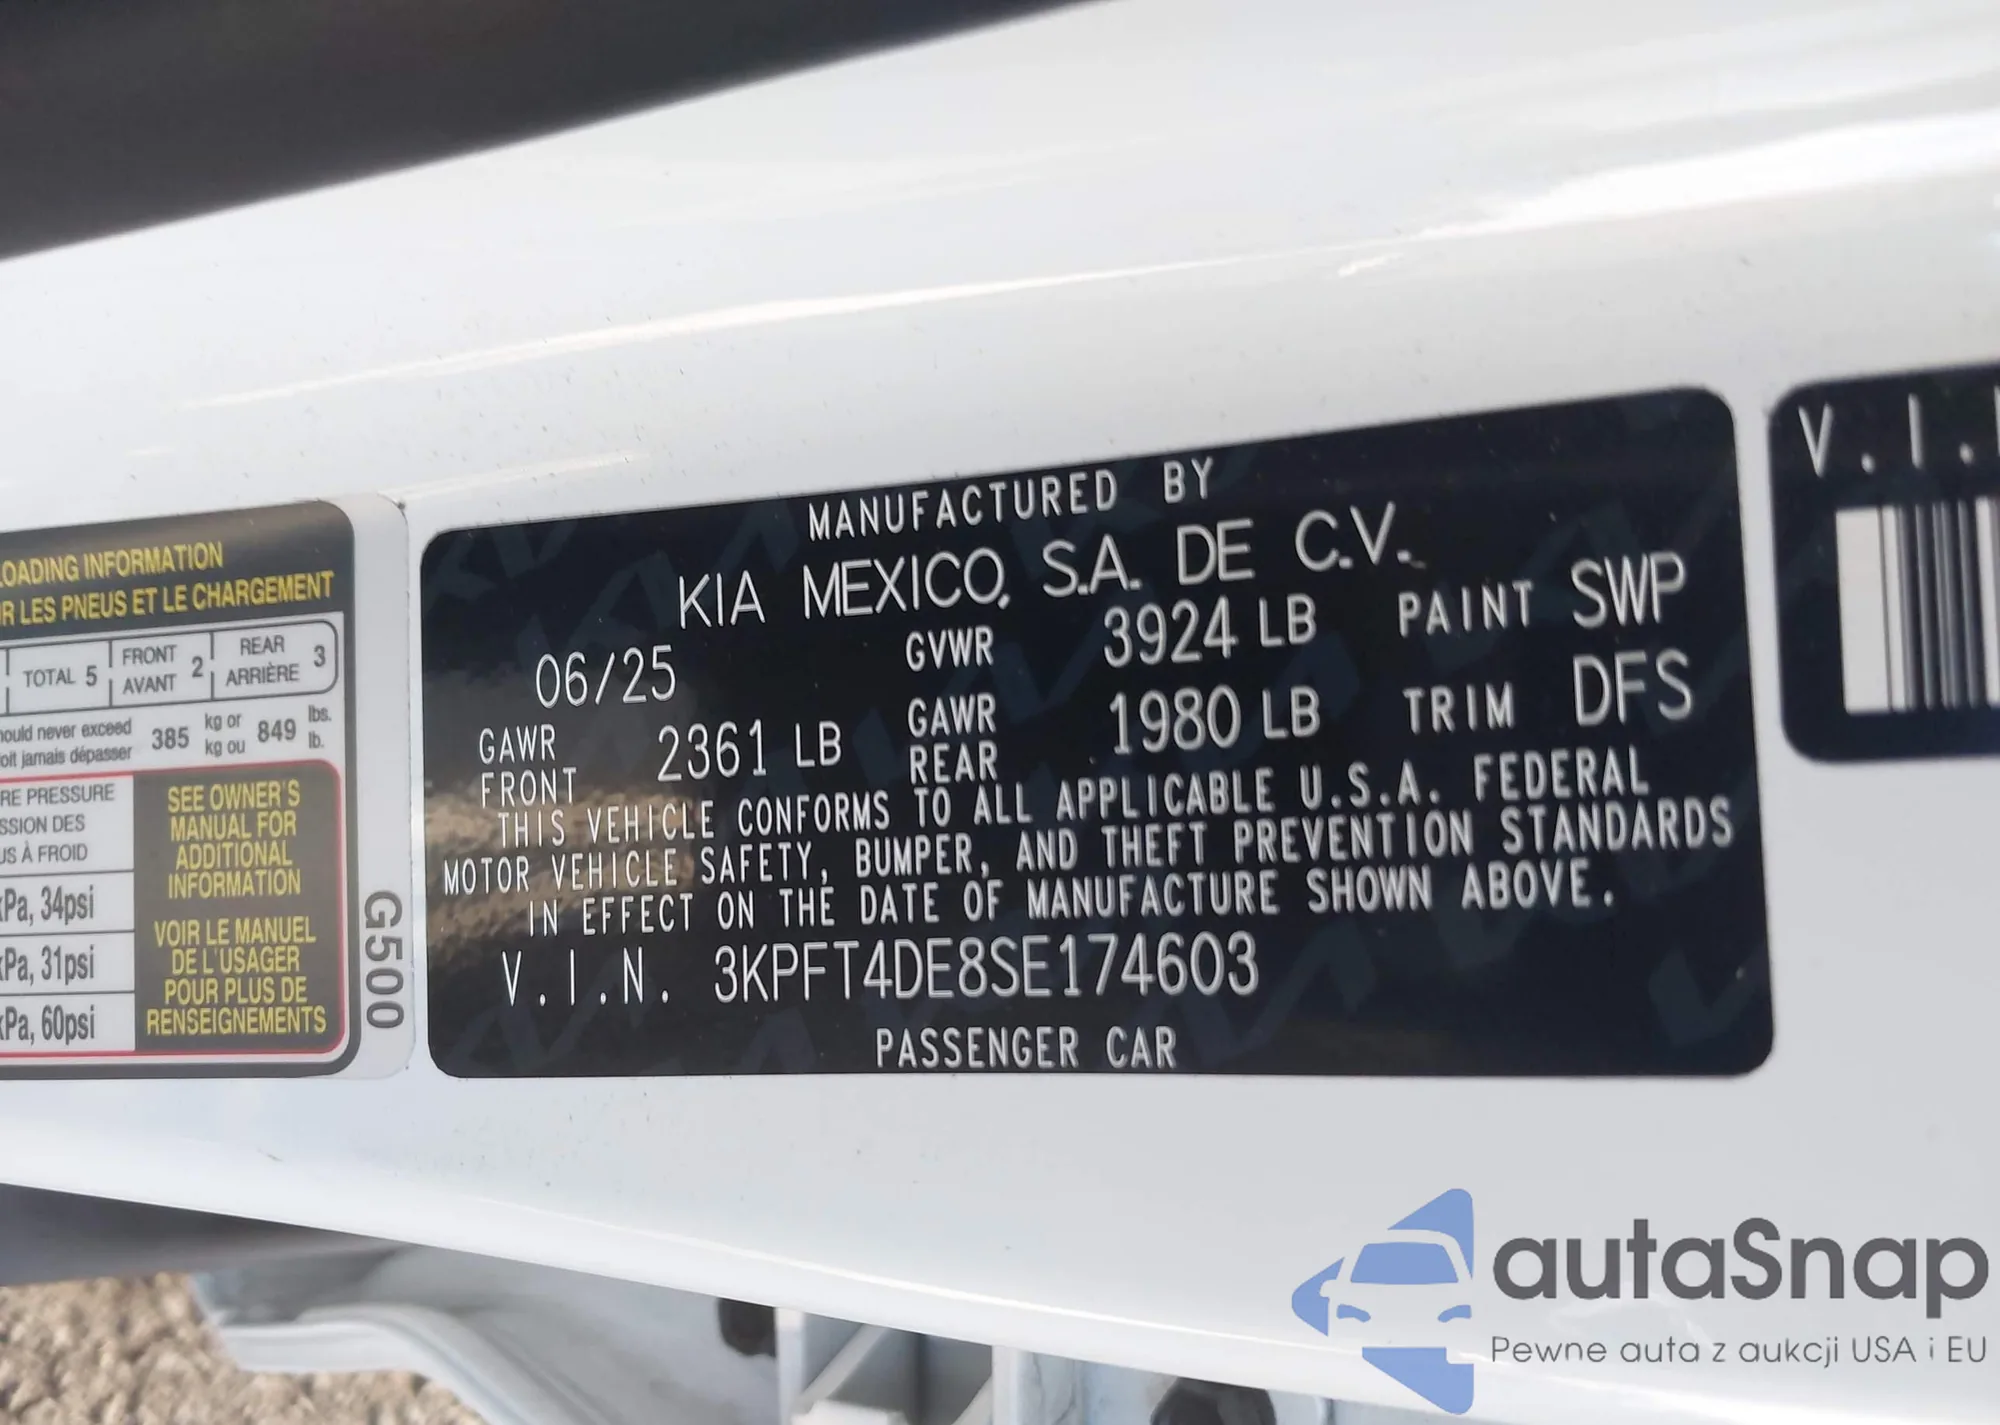 LOADING INFORMATION
R LES PNEUS ET LE CHARGEMENT
TOTAL 5
FRONT
AVANT 2
REAR
ARRIÈRE 3
ould never exceed
oit jamais dépasser
385 kg or
kg ou
849 lbs.
lb.
RE PRESSURE
SSION DES
US À FROID
kPa, 34psi
kPa, 31psi
kPa, 60psi
SEE OWNER'S
MANUAL FOR
ADDITIONAL
INFORMATION
VOIR LE MANUEL
DE L'USAGER
POUR PLUS DE
RENSEIGNEMENTS
G500
MANUFACTURED BY
KIA MEXICO, S.A. DE C.V.
06/25 GVWR 3924 LB PAINT SWP
GAWR
FRONT 2361 LB GAWR
REAR 1980 LB TRIM DFS
THIS VEHICLE CONFORMS TO ALL APPLICABLE U.S.A. FEDERAL
MOTOR VEHICLE SAFETY, BUMPER, AND THEFT PREVENTION STANDARDS
IN EFFECT ON THE DATE OF MANUFACTURE SHOWN ABOVE.
V.I.N. 3KPFT4DE8SE174603
PASSENGER CAR
V.I.
autaSnap
Pewne auta z aukcji USA i EU